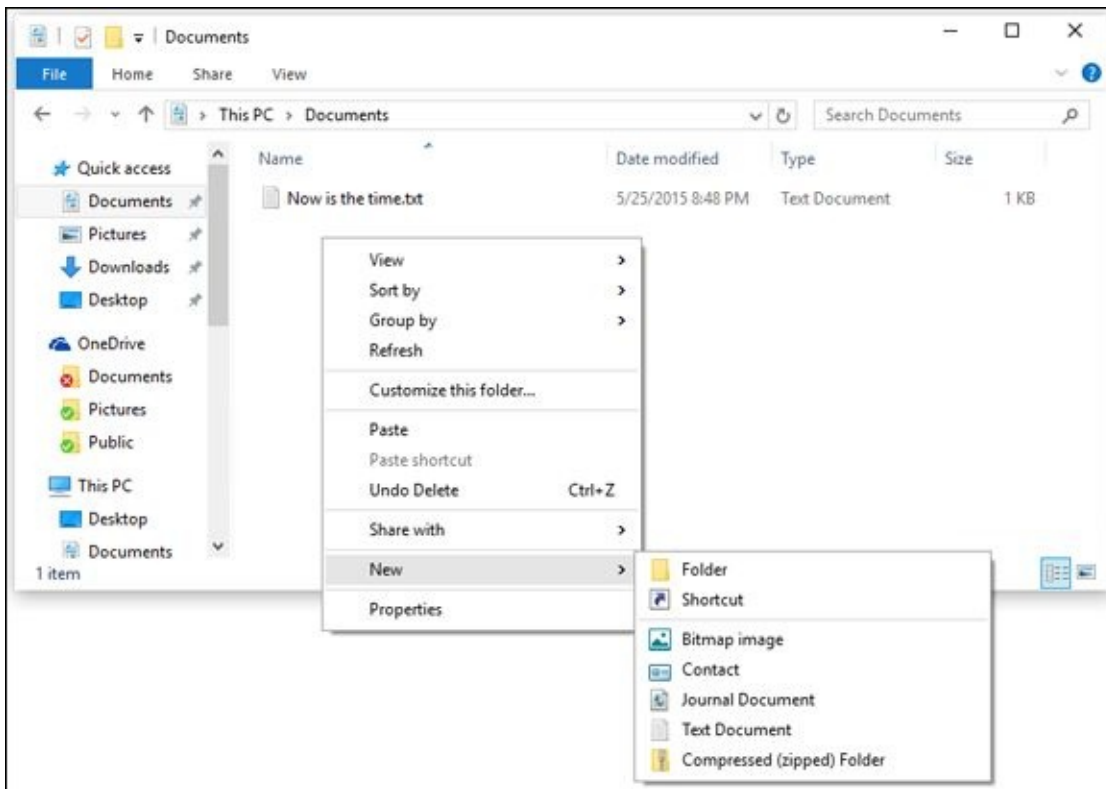 Documents
File Home Share View
This PC > Documents
Search Documents
Name Date modified Type Size
Now is the time.txt 5/25/2015 8:48 PM Text Document 1 KB
Quick access
Documents
Pictures
Downloads
Desktop
OneDrive
Documents
Pictures
Public
This PC
Desktop
Documents
1 item
View
Sort by
Group by
Refresh
Customize this folder...
Paste
Paste shortcut
Undo Delete Ctrl+Z
Share with
New
Properties
Folder
Shortcut
Bitmap image
Contact
Journal Document
Text Document
Compressed (zipped) Folder